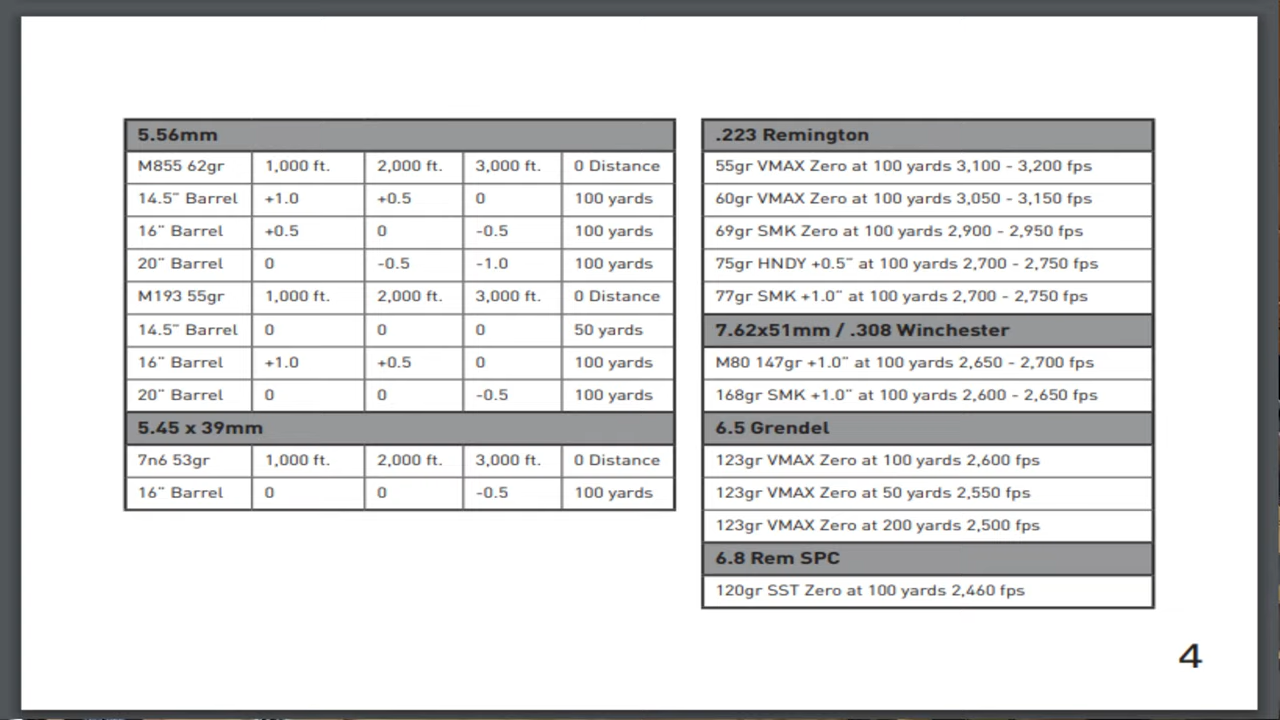 5.56mm
M855 62gr 1,000 ft. 2,000 ft. 3,000 ft. 0 Distance
14.5″ Barrel +1.0 +0.5 0 100 yards
16″ Barrel +0.5 0 -0.5 100 yards
20″ Barrel 0 -0.5 -1.0 100 yards
M193 55gr 1,000 ft. 2,000 ft. 3,000 ft. 0 Distance
14.5″ Barrel 0 0 0 50 yards
16″ Barrel +1.0 +0.5 0 100 yards
20″ Barrel 0 0 -0.5 100 yards
5.45 x 39mm
7n6 53gr 1,000 ft. 2,000 ft. 3,000 ft. 0 Distance
16″ Barrel 0 0 -0.5 100 yards
.223 Remington
55gr VMAX Zero at 100 yards 3,100 - 3,200 fps
60gr VMAX Zero at 100 yards 3,050 - 3,150 fps
69gr SMK Zero at 100 yards 2,900 - 2,950 fps
75gr HNDY +0.5″ at 100 yards 2,700 - 2,750 fps
77gr SMK +1.0″ at 100 yards 2,700 - 2,750 fps
7.62x51mm / .308 Winchester
M80 147gr +1.0″ at 100 yards 2,650 - 2,700 fps
168gr SMK +1.0″ at 100 yards 2,600 - 2,650 fps
6.5 Grendel
123gr VMAX Zero at 100 yards 2,600 fps
123gr VMAX Zero at 50 yards 2,550 fps
123gr VMAX Zero at 200 yards 2,500 fps
6.8 Rem SPC
120gr SST Zero at 100 yards 2,460 fps
4